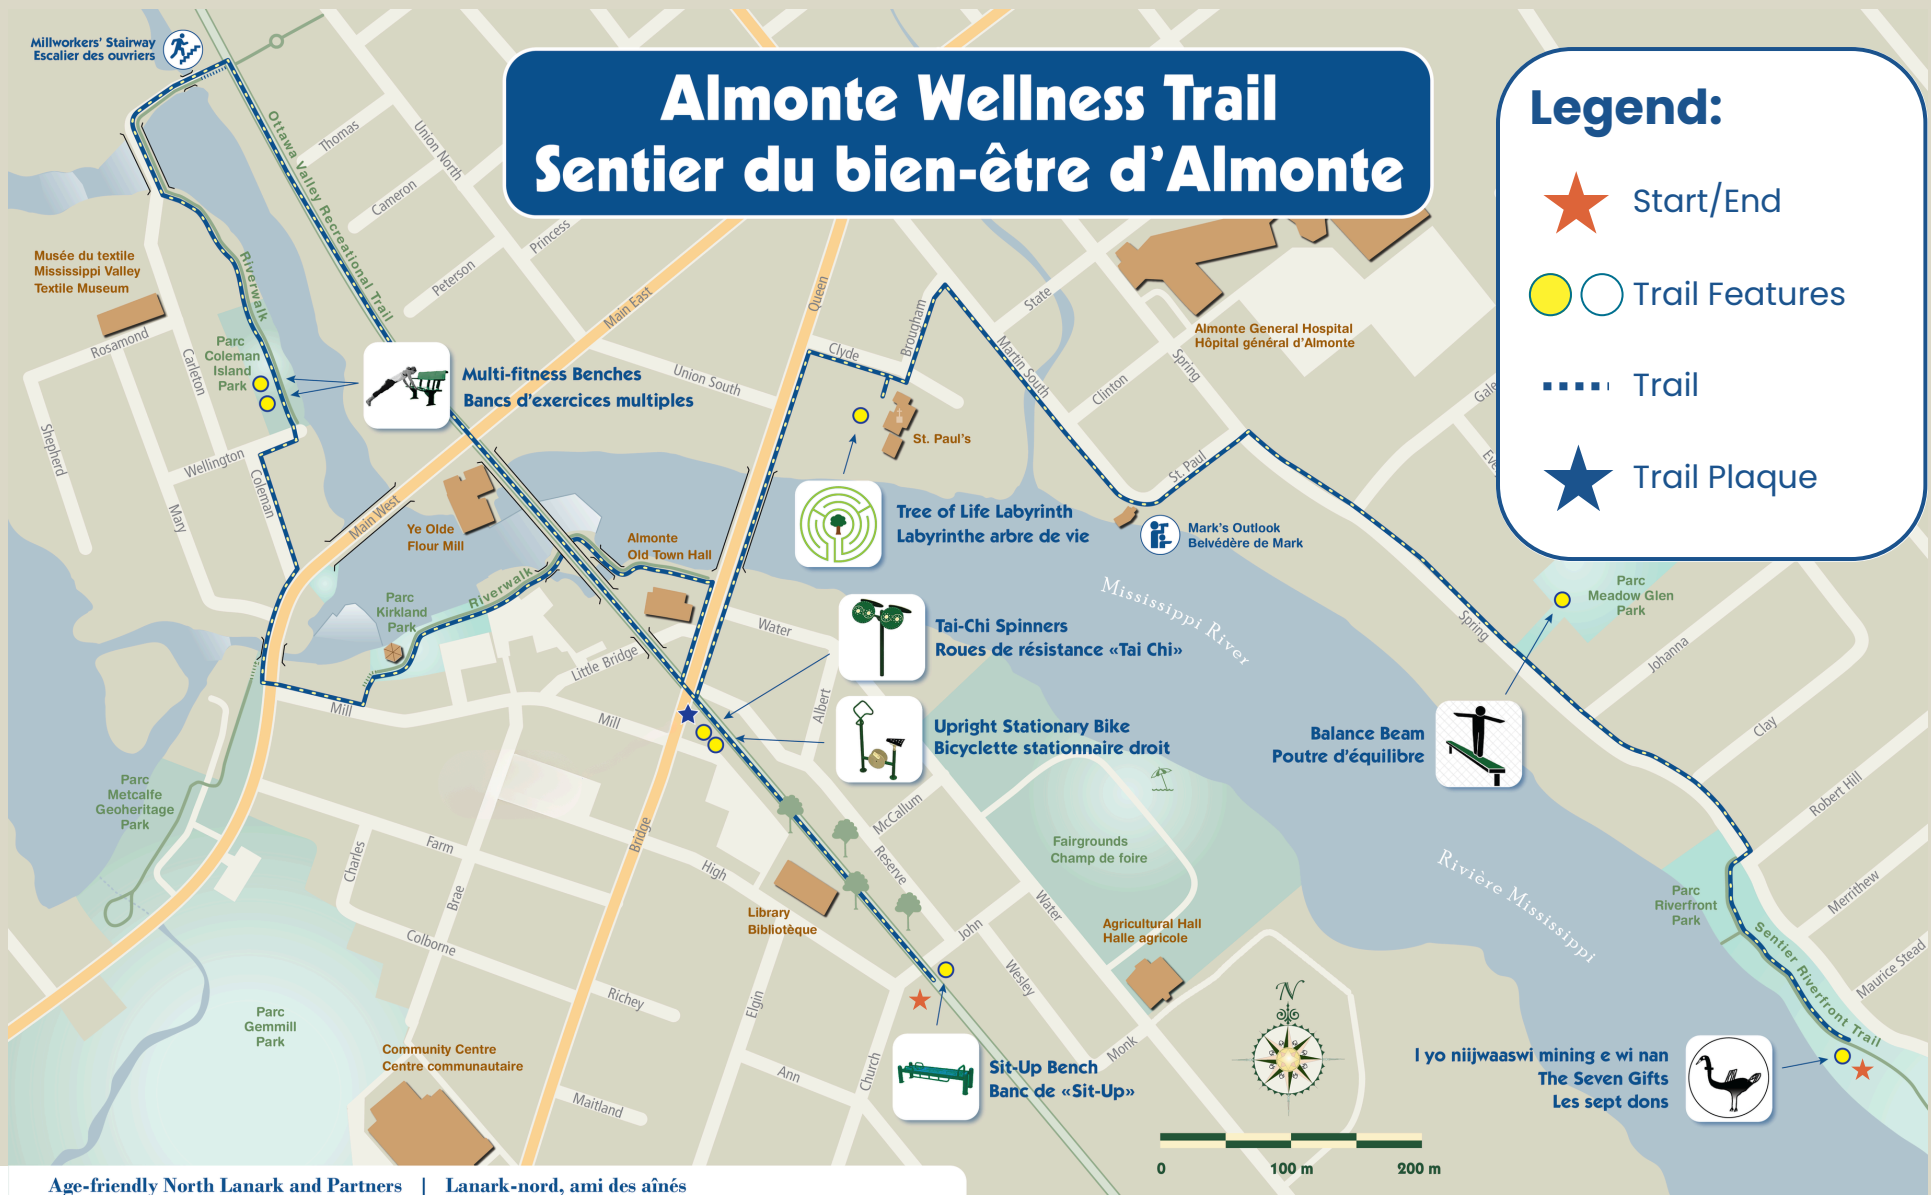 Almonte Wellness Trail
Sentier du bien-être d'Almonte
Legend:
Start/End
Trail Features
Trail
Trail Plaque
Millworkers' Stairway
Escalier des ouvriers
Ottawa Valley Recreational Trail
Thomas
Union North
Cameron
Princess
Peterson
Main East
Queen
Brougham
Clyde
State
Martin South
Clinton
Spring
Almonte General Hospital
Hôpital général d'Almonte
Gale
Eve
Musée du textile
Mississippi Valley
Textile Museum
Riverwalk
Rosamond
Carleton
Parc
Coleman
Island
Park
Multi-fitness Benches
Bancs d'exercices multiples
Union South
St. Paul's
Shepherd
Wellington
Coleman
Mary
Main West
Ye Olde
Flour Mill
Almonte
Old Town Hall
Tree of Life Labyrinth
Labyrinthe arbre de vie
St. Paul
Mark's Outlook
Belvédère de Mark
Mississippi River
Parc
Meadow Glen
Park
Parc
Kirkland
Park
Riverwalk
Water
Little Bridge
Tai-Chi Spinners
Roues de résistance «Tai Chi»
Spring
Johanna
Mill
Mill
Albert
Upright Stationary Bike
Bicyclette stationnaire droit
Balance Beam
Poutre d'équilibre
Clay
Robert Hill
Parc
Metcalfe
Geoheritage
Park
Bridge
McCallum
Reserve
Fairgrounds
Champ de foire
Farm
Charles
Brae
High
Library
Bibliotèque
Water
Rivière Mississippi
Parc
Riverfront
Park
Merrithew
Sentier Riverfront Trail
Maurice Stead
Colborne
John
Wesley
Agricultural Hall
Halle agricole
Richey
Elgin
N
Parc
Gemmill
Park
Community Centre
Centre communautaire
Monk
Ann
Church
Sit-Up Bench
Banc de «Sit-Up»
I yo niijwaaswi mining e wi nan
The Seven Gifts
Les sept dons
Maitland
0
100 m
200 m
Age-friendly North Lanark and Partners | Lanark-nord, ami des aînés